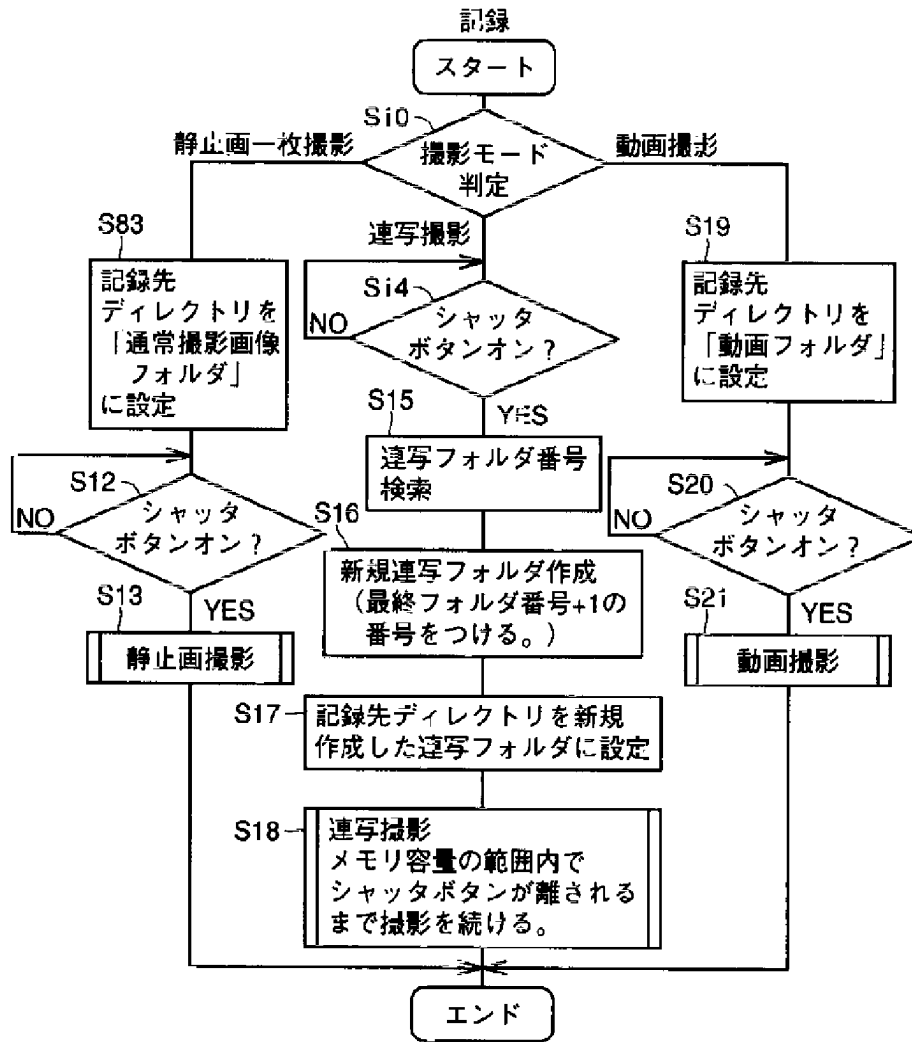 記録
スタート
S10
撮影モード
判定
静止画一枚撮影
動画撮影
連写撮影
S83
記録先
ディレクトリを
「通常撮影画像
フォルダ」
に設定
S12
シャッタ
ボタンオン？
NO
YES
S13
静止画撮影
S14
シャッタ
ボタンオン？
NO
YES
S15
連写フォルダ番号
検索
S16
新規連写フォルダ作成
（最終フォルダ番号+1の
番号をつける。）
S17
記録先ディレクトリを新規
作成した連写フォルダに設定
S18
連写撮影
メモリ容量の範囲内で
シャッタボタンが離される
まで撮影を続ける。
S19
記録先
ディレクトリを
「動画フォルダ」
に設定
S20
シャッタ
ボタンオン？
NO
YES
S21
動画撮影
エンド